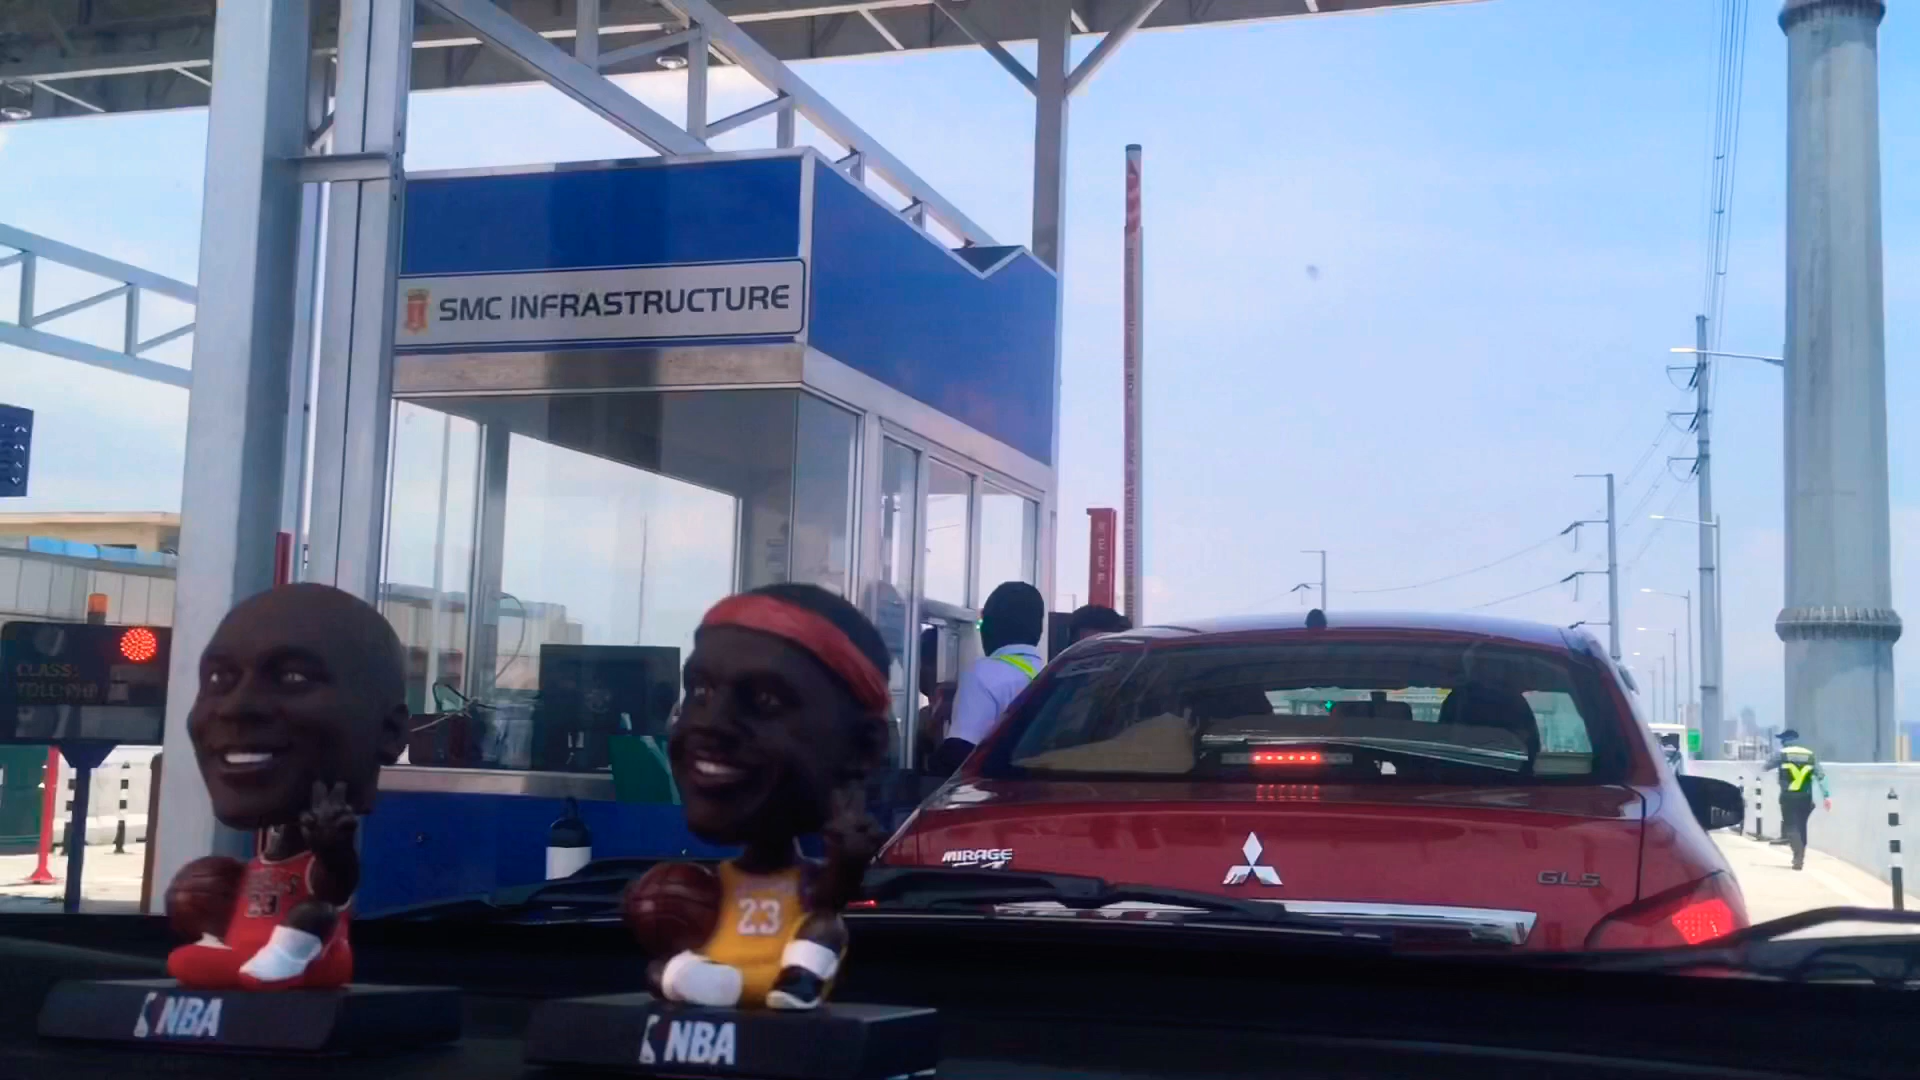 SMC INFRASTRUCTURE
CLASS:
MIRAGE
GLS
23
23
NBA
NBA